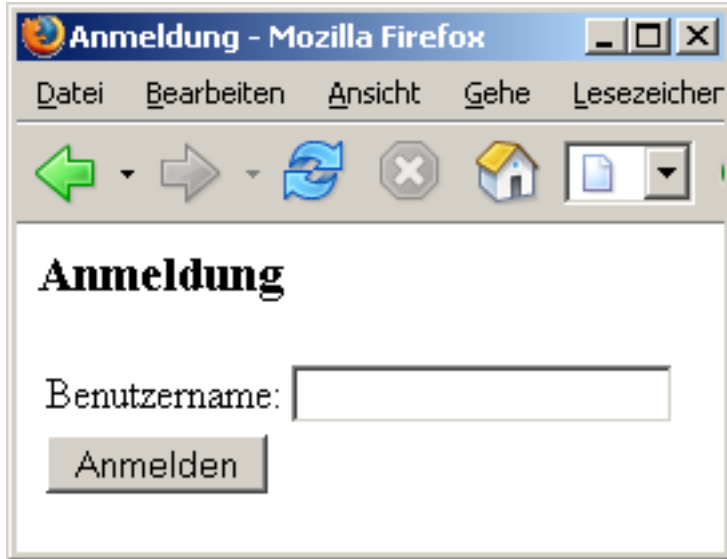 Anmeldung - Mozilla Firefox
Datei Bearbeiten Ansicht Gehe Lesezeichen
Anmeldung
Benutzername:
Anmelden